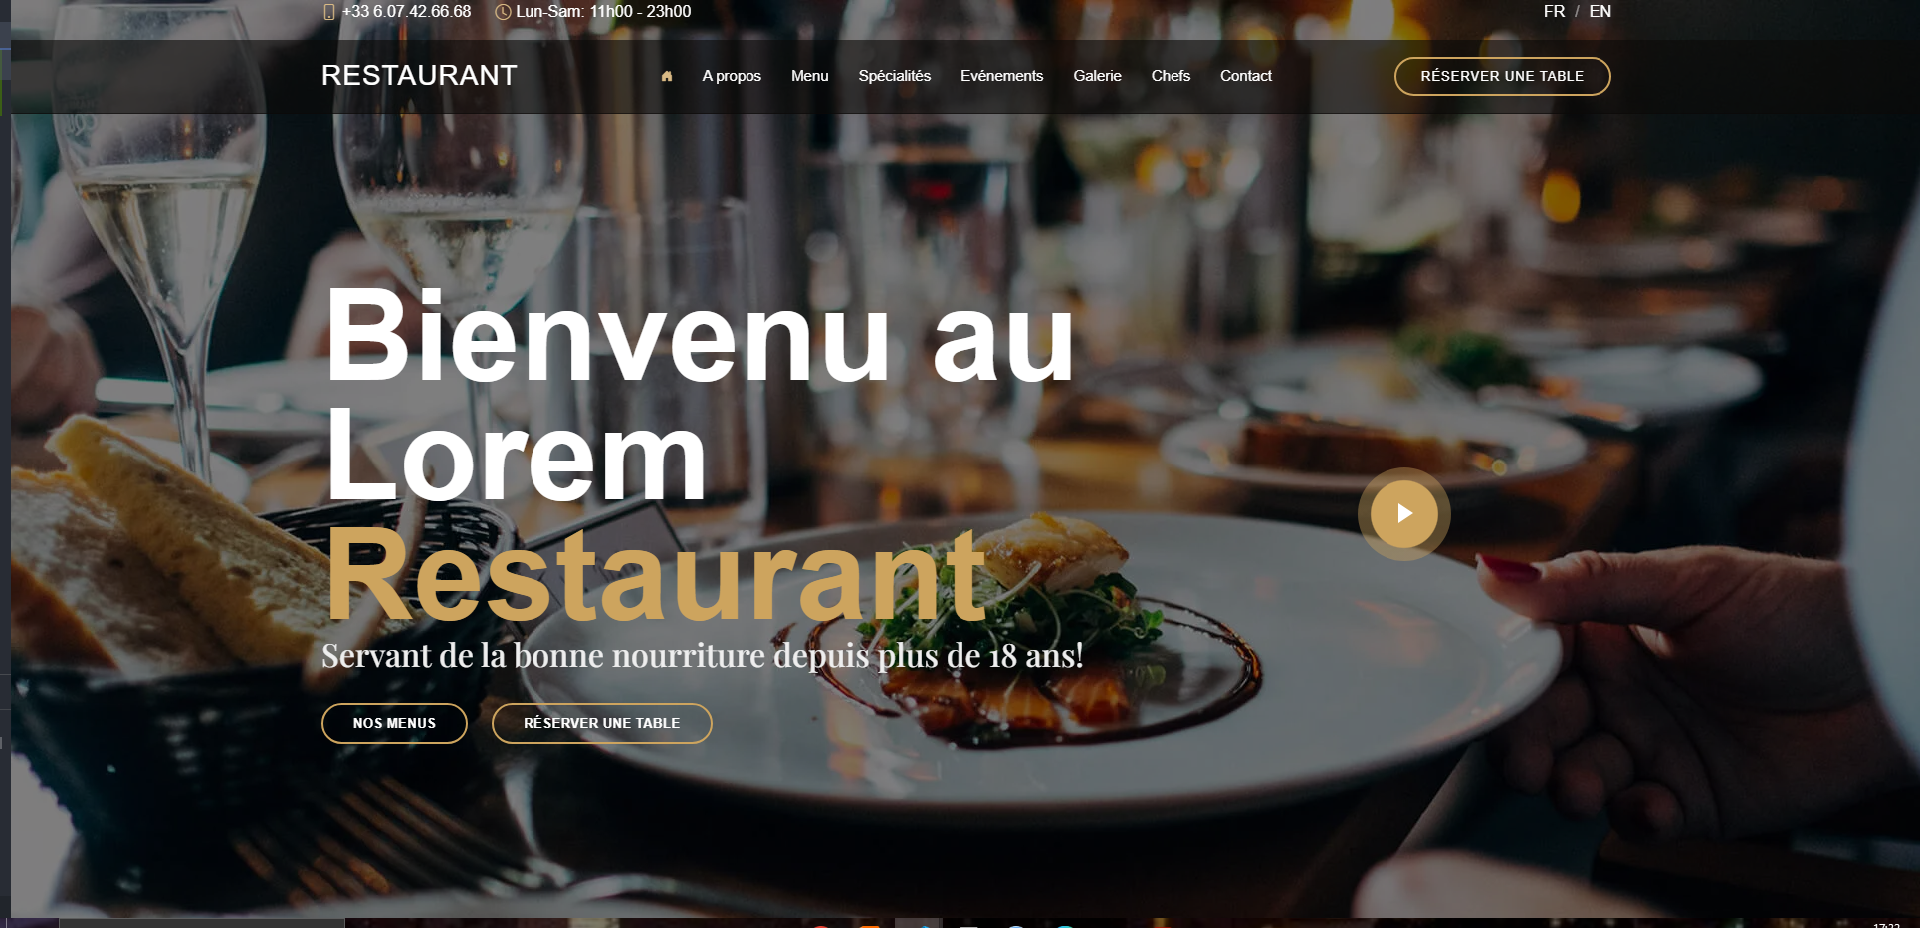 +33 6.07.42.66.68 Lun-Sam: 11h00 - 23h00 FR / EN
RESTAURANT A propos Menu Spécialités Evénements Galerie Chefs Contact RÉSERVER UNE TABLE
Bienvenu au
Lorem
Restaurant
Servant de la bonne nourriture depuis plus de 18 ans!
NOS MENUS RÉSERVER UNE TABLE